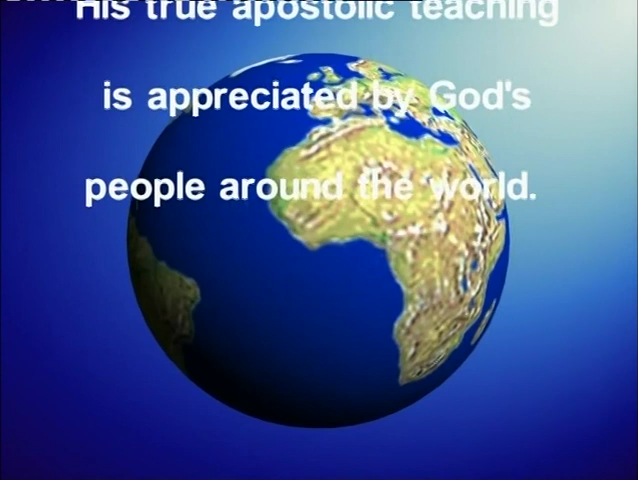 His true apostolic teaching
is appreciated by God's
people around the world.